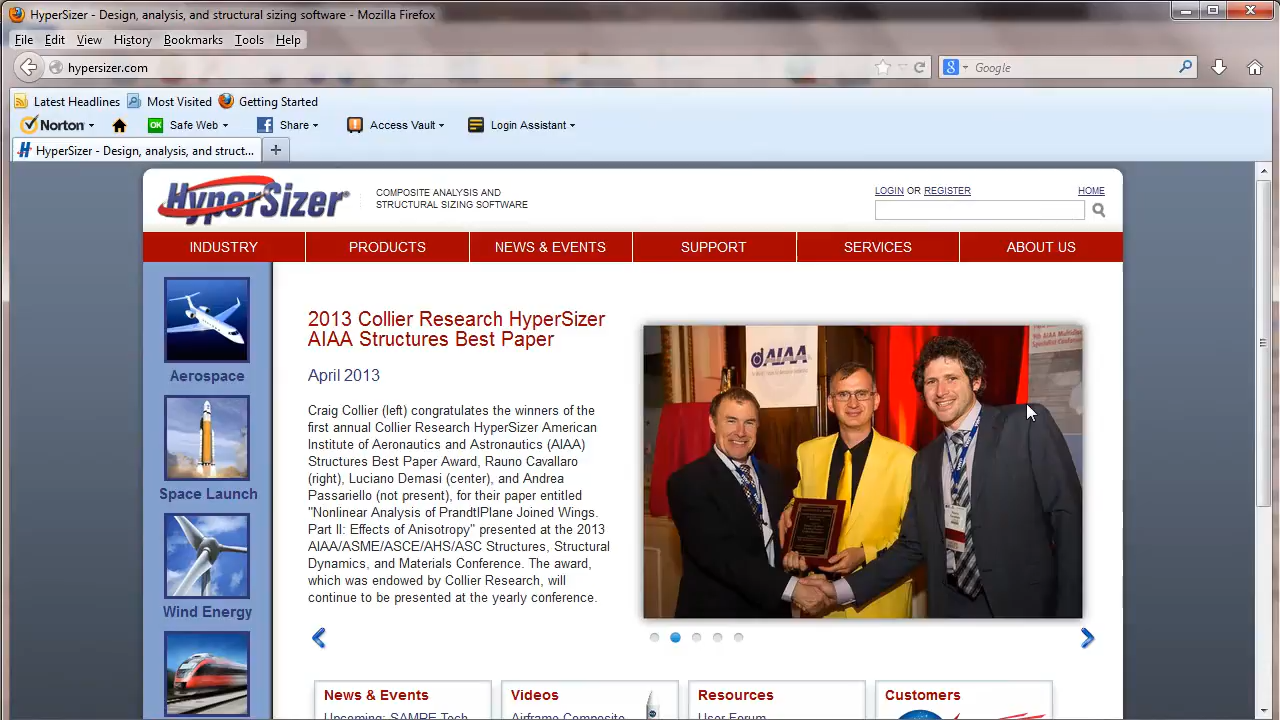 HyperSizer - Design, analysis, and structural sizing software - Mozilla Firefox
File Edit View History Bookmarks Tools Help
hypersizer.com
Google
Latest Headlines Most Visited Getting Started
Norton OK Safe Web Share Access Vault Login Assistant
HyperSizer - Design, analysis, and struct...
HyperSizer®
COMPOSITE ANALYSIS AND
STRUCTURAL SIZING SOFTWARE
LOGIN OR REGISTER
HOME
INDUSTRY PRODUCTS NEWS & EVENTS SUPPORT SERVICES ABOUT US
Aerospace
Space Launch
Wind Energy
2013 Collier Research HyperSizer
AIAA Structures Best Paper
April 2013
Craig Collier (left) congratulates the winners of the
first annual Collier Research HyperSizer American
Institute of Aeronautics and Astronautics (AIAA)
Structures Best Paper Award, Rauno Cavallaro
(right), Luciano Demasi (center), and Andrea
Passariello (not present), for their paper entitled
"Nonlinear Analysis of PrandtlPlane Joined Wings.
Part II: Effects of Anisotropy" presented at the 2013
AIAA/ASME/ASCE/AHS/ASC Structures, Structural
Dynamics, and Materials Conference. The award,
which was endowed by Collier Research, will
continue to be presented at the yearly conference.
AIAA
News & Events
Upcoming: SAMPE Tech
Videos
Airframe Composite
Resources
User Forum
Customers